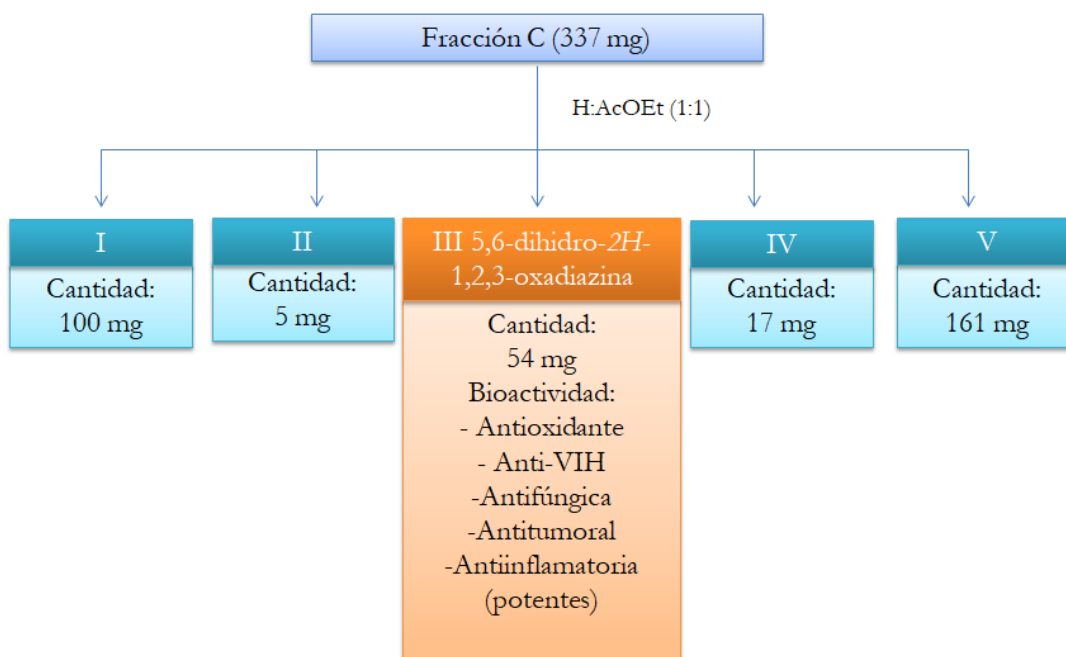 Fracción C (337 mg)
H:AcOEt (1:1)
I
Cantidad:
100 mg
II
Cantidad:
5 mg
III 5,6-dihidro-2H-
1,2,3-oxadiazina
Cantidad:
54 mg
Bioactividad:
- Antioxidante
- Anti-VIH
-Antifúngica
-Antitumoral
-Antiinflamatoria
(potentes)
IV
Cantidad:
17 mg
V
Cantidad:
161 mg